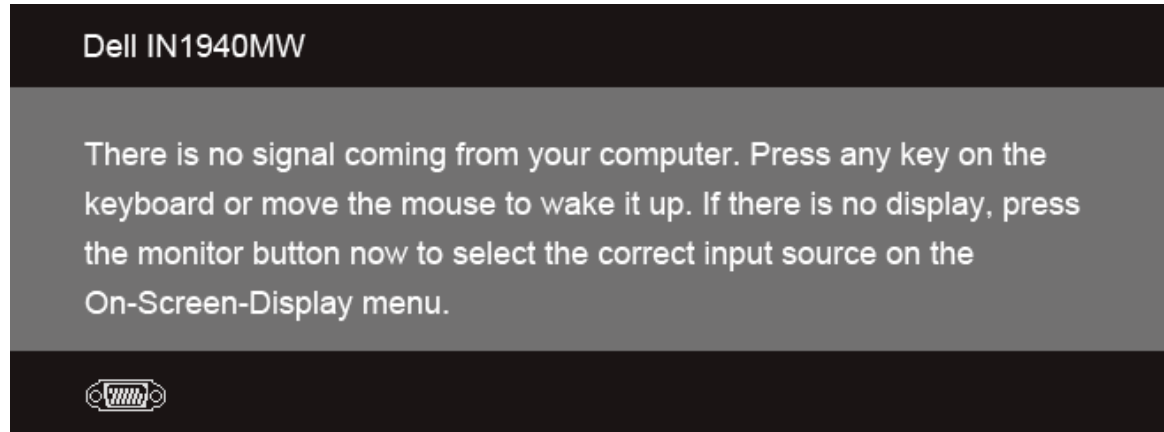 Dell IN1940MW
There is no signal coming from your computer. Press any key on the
keyboard or move the mouse to wake it up. If there is no display, press
the monitor button now to select the correct input source on the
On-Screen-Display menu.